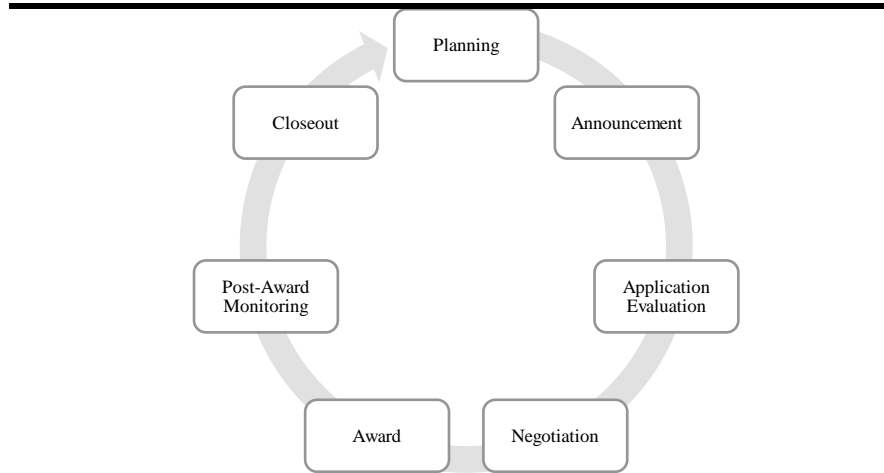 Planning
Announcement
Application
Evaluation
Negotiation
Award
Post-Award
Monitoring
Closeout